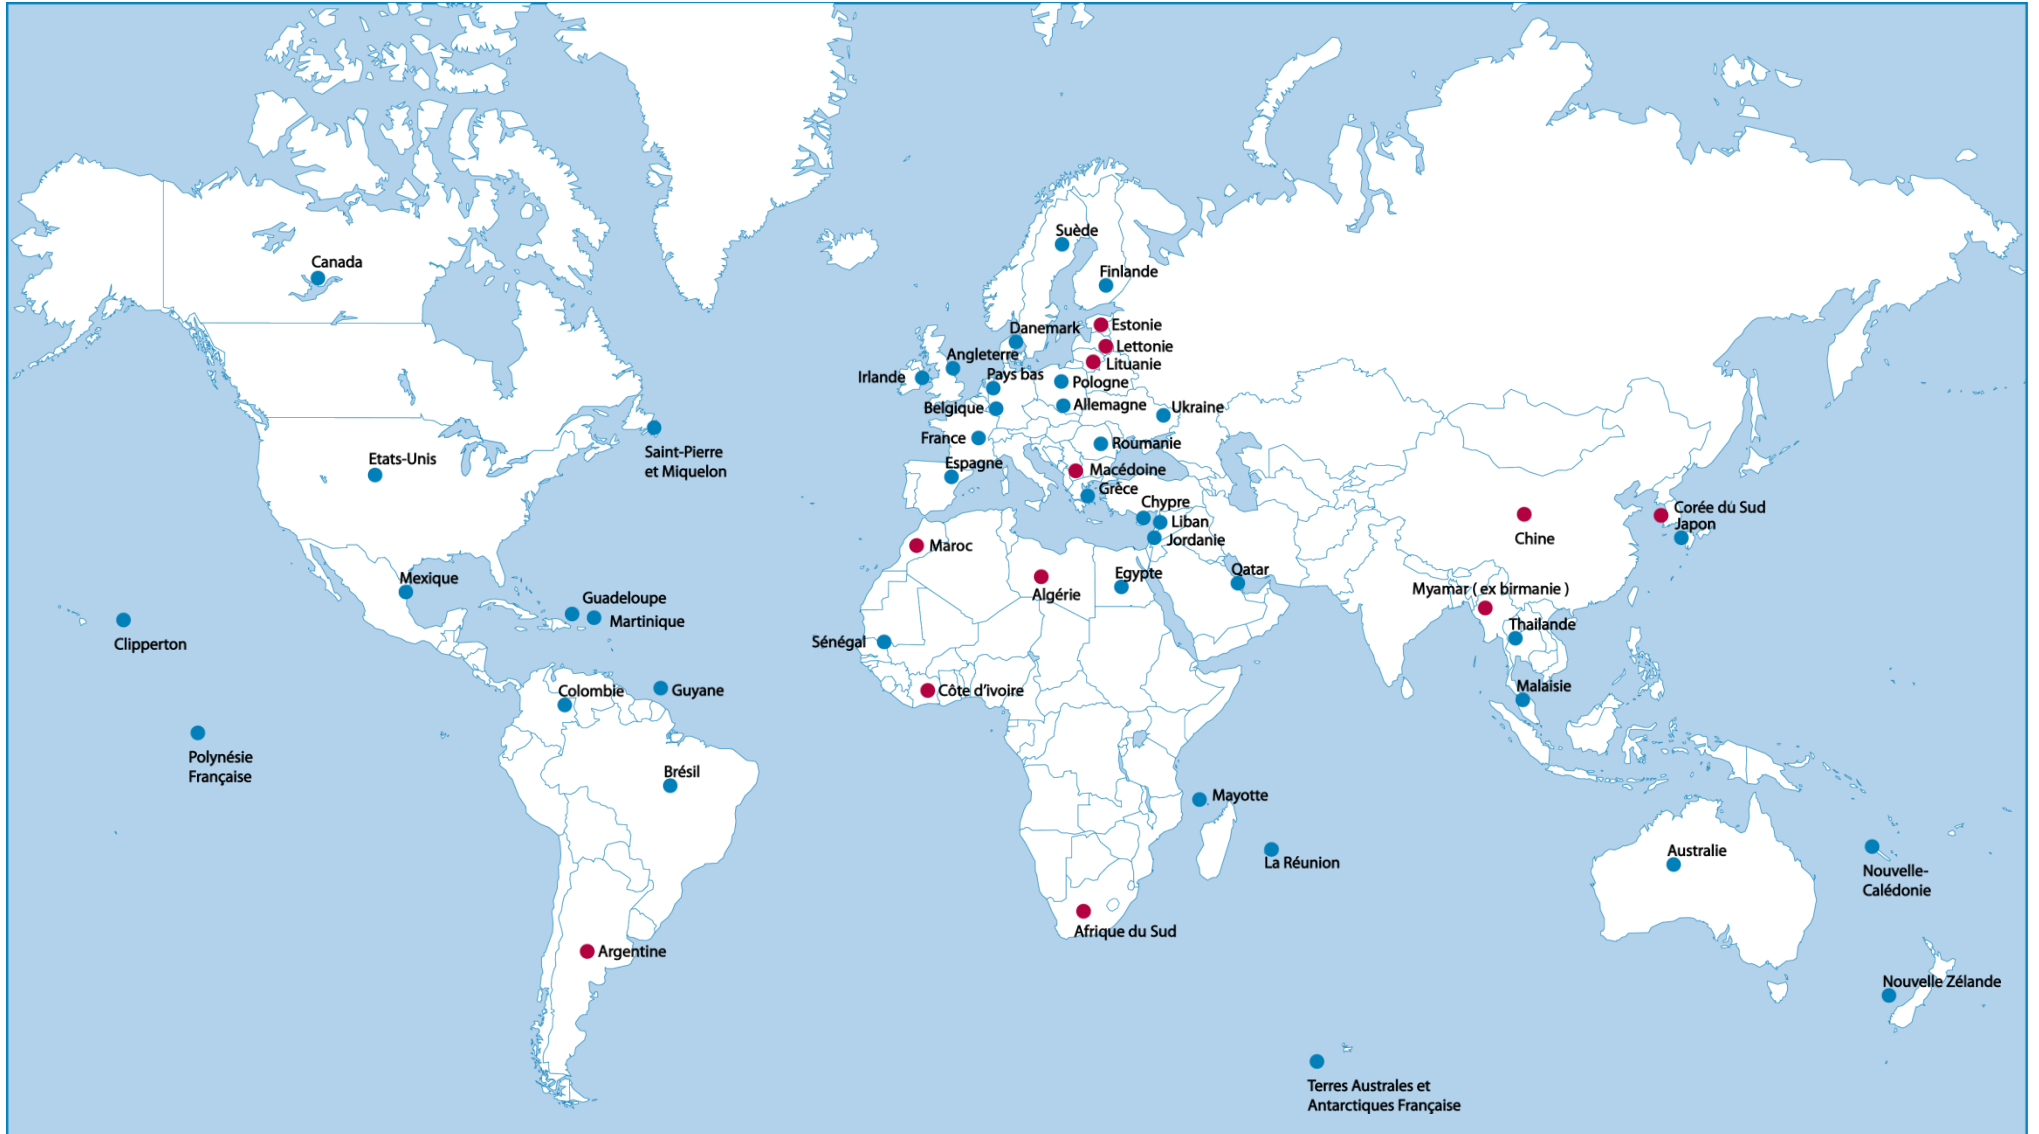 Suède
Canada
Finlande
Estonie
Danemark
Lettonie
Angleterre
Lituanie
Irlande
Pays bas
Pologne
Belgique
Allemagne
Ukraine
France
Roumanie
Saint-Pierre
et Miquelon
Etats-Unis
Espagne
Macédoine
Grèce
Chypre
Liban
Jordanie
Corée du Sud
Japon
Chine
Maroc
Qatar
Egypte
Algérie
Mexique
Myamar ( ex birmanie )
Guadeloupe
Martinique
Thailande
Clipperton
Sénégal
Malaisie
Colombie
Guyane
Côte d'ivoire
Polynésie
Française
Brésil
Mayotte
Australie
La Réunion
Nouvelle-
Calédonie
Afrique du Sud
Argentine
Nouvelle Zélande
Terres Australes et
Antarctiques Française